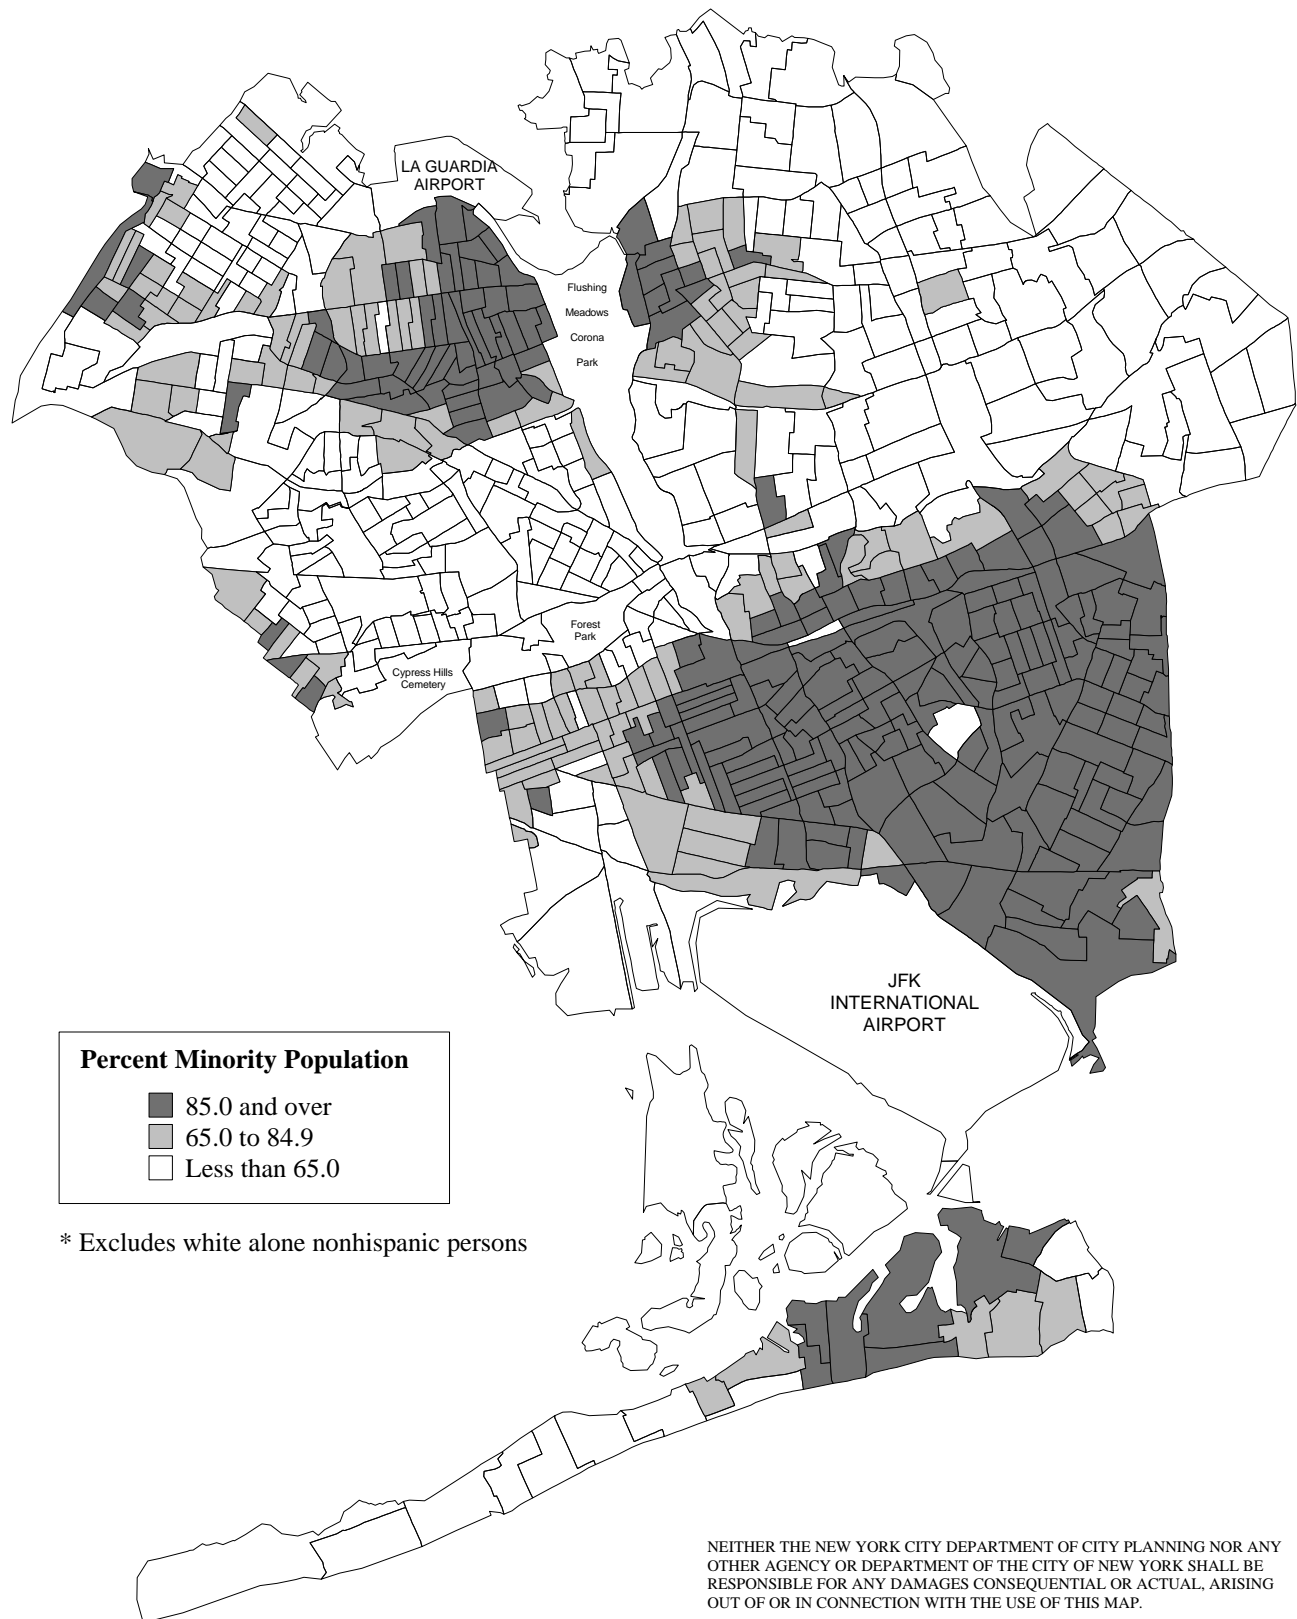 LA GUARDIA
AIRPORT
Flushing
Meadows
Corona
Park
Forest
Park
Cypress Hills
Cemetery
JFK
INTERNATIONAL
AIRPORT
Percent Minority Population
85.0 and over
65.0 to 84.9
Less than 65.0
* Excludes white alone nonhispanic persons
NEITHER THE NEW YORK CITY DEPARTMENT OF CITY PLANNING NOR ANY
OTHER AGENCY OR DEPARTMENT OF THE CITY OF NEW YORK SHALL BE
RESPONSIBLE FOR ANY DAMAGES CONSEQUENTIAL OR ACTUAL, ARISING
OUT OF OR IN CONNECTION WITH THE USE OF THIS MAP.